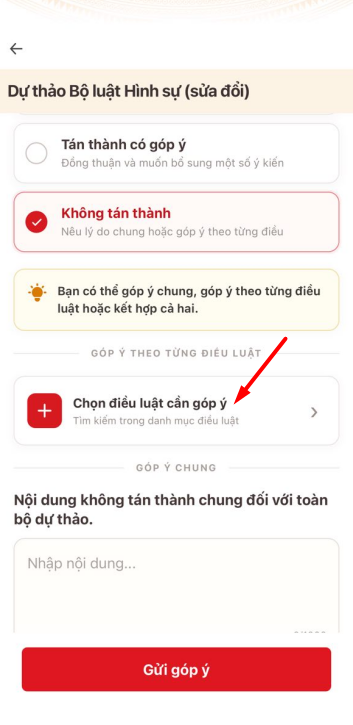 Dự thảo Bộ luật Hình sự (sửa đổi)
Tán thành có góp ý
Đồng thuận và muốn bổ sung một số ý kiến
Không tán thành
Nêu lý do chung hoặc góp ý theo từng điều
Bạn có thể góp ý chung, góp ý theo từng điều
luật hoặc kết hợp cả hai.
GÓP Ý THEO TỪNG ĐIỀU LUẬT
Chọn điều luật cần góp ý
Tìm kiếm trong danh mục điều luật
GÓP Ý CHUNG
Nội dung không tán thành chung đối với toàn
bộ dự thảo.
Nhập nội dung...
Gửi góp ý